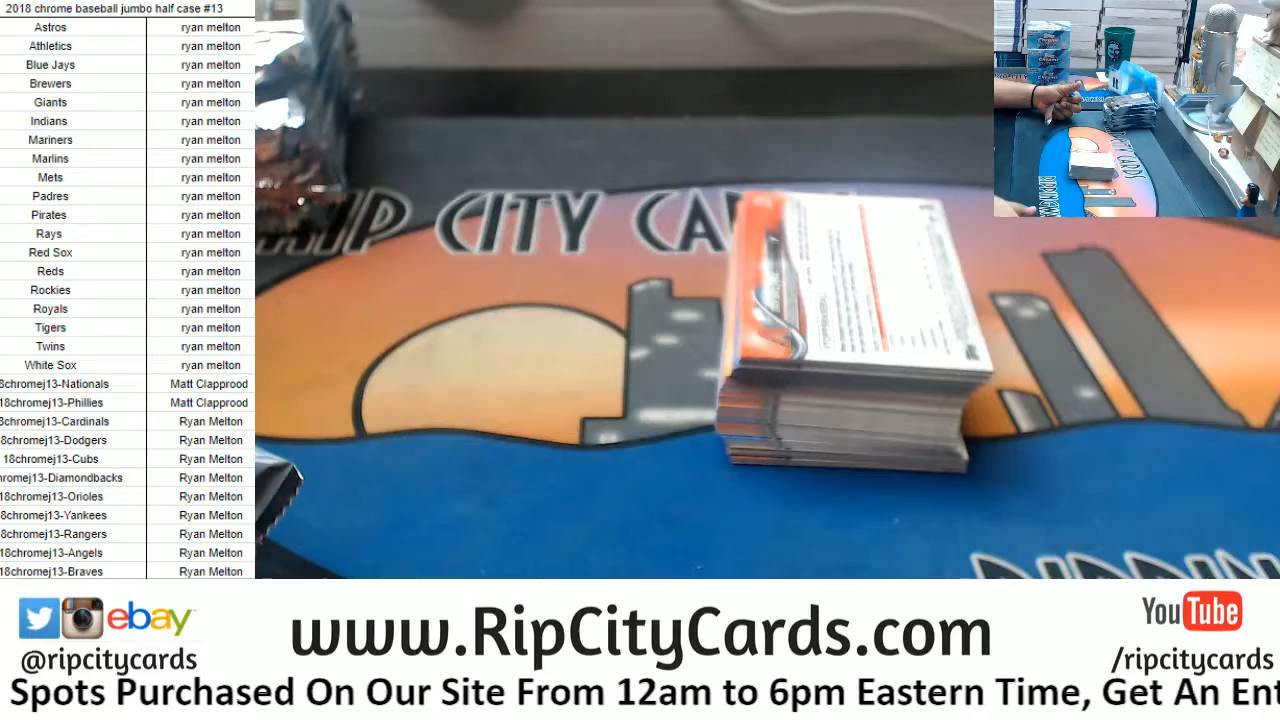 2018 chrome baseball jumbo half case #13
Astros ryan melton
Athletics ryan melton
Blue Jays ryan melton
Brewers ryan melton
Giants ryan melton
Indians ryan melton
Mariners ryan melton
Marlins ryan melton
Mets ryan melton
Padres ryan melton
Pirates ryan melton
Rays ryan melton
Red Sox ryan melton
Reds ryan melton
Rockies ryan melton
Royals ryan melton
Tigers ryan melton
Twins ryan melton
White Sox ryan melton
8chromej13-Nationals Matt Clapprood
18chromej13-Phillies Matt Clapprood
8chromej13-Cardinals Ryan Melton
8chromej13-Dodgers Ryan Melton
18chromej13-Cubs Ryan Melton
hromej13-Diamondbacks Ryan Melton
18chromej13-Orioles Ryan Melton
8chromej13-Yankees Ryan Melton
8chromej13-Rangers Ryan Melton
18chromej13-Angels Ryan Melton
18chromej13-Braves Ryan Melton
RIP CITY CA
ebay
@ripcitycards
www.RipCityCards.com
YouTube
/ripcitycards
Spots Purchased On Our Site From 12am to 6pm Eastern Time, Get An Ent